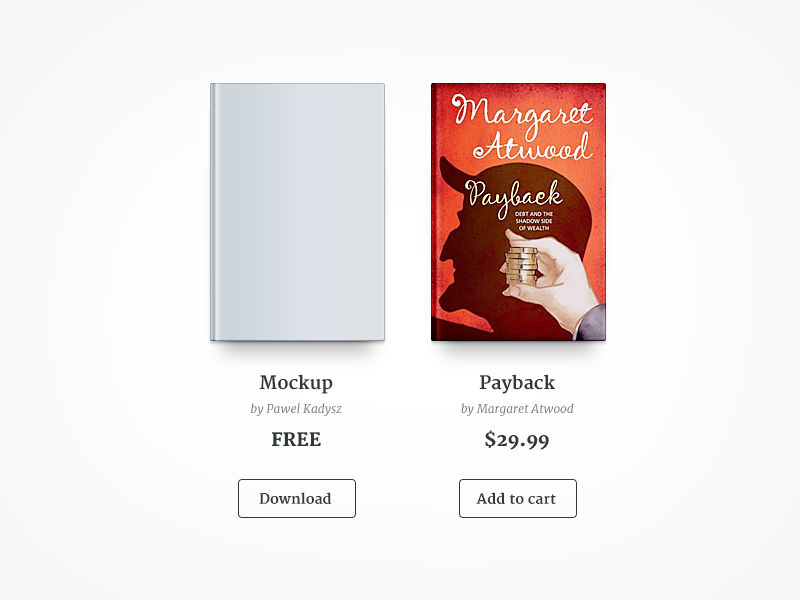 Margaret
Atwood
Payback
DEBT AND THE
SHADOW SIDE
OF WEALTH
Mockup
by Pawel Kadysz
FREE
Download
Payback
by Margaret Atwood
$29.99
Add to cart